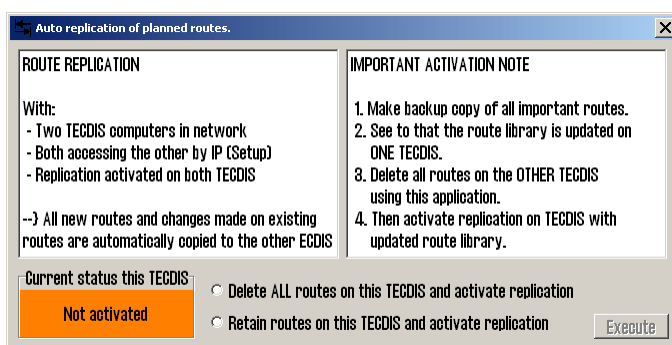 Auto replication of planned routes.
ROUTE REPLICATION
With:
- Two TECDIS computers in network
- Both accessing the other by IP (Setup)
- Replication activated on both TECDIS
--} All new routes and changes made on existing
routes are automatically copied to the other ECDIS
IMPORTANT ACTIVATION NOTE
1. Make backup copy of all important routes.
2. See to that the route library is updated on
ONE TECDIS.
3. Delete all routes on the OTHER TECDIS
using this application.
4. Then activate replication on TECDIS with
updated route library.
Current status this TECDIS
Not activated
Delete ALL routes on this TECDIS and activate replication
Retain routes on this TECDIS and activate replication
Execute